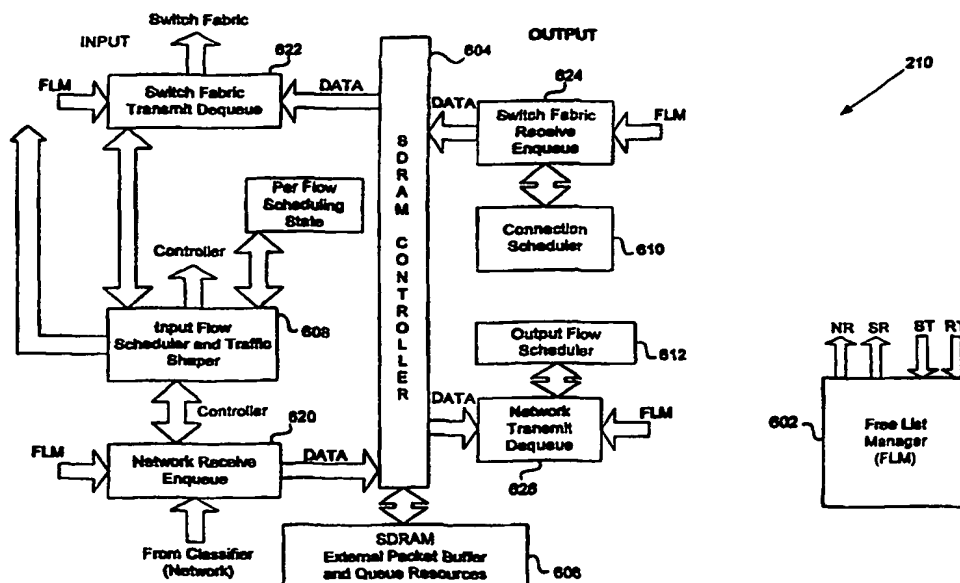 Switch Fabric
INPUT
622
604
OUTPUT
624
210
FLM
Switch Fabric
Transmit Dequeue
DATA
DATA
Switch Fabric
Receive
Enqueue
FLM
Per Flow
Scheduling
State
SDRAM CONTROLLER
Connection
Scheduler
610
Controller
Input Flow
Scheduler and Traffic
Shaper
608
Output Flow
Scheduler
612
NR
SR
ST
RT
Controller
620
DATA
Network
Transmit
Dequeue
FLM
626
602
Free List
Manager
(FLM)
FLM
Network Receive
Enqueue
DATA
From Classifier
(Network)
SDRAM
External Packet Buffer
and Queue Resources
606